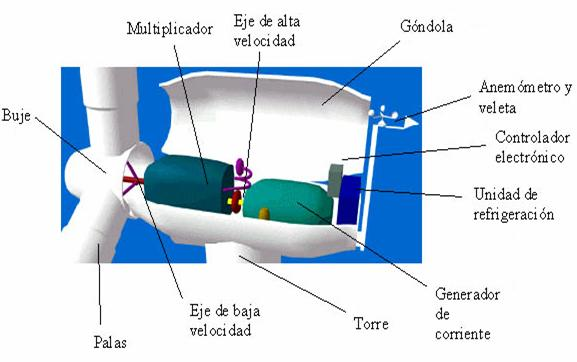 Multiplicador
Eje de alta
velocidad
Góndola
Anemómetro y
veleta
Buje
Controlador
electrónico
Unidad de
refrigeración
Generador
de
corriente
Torre
Eje de baja
velocidad
Palas